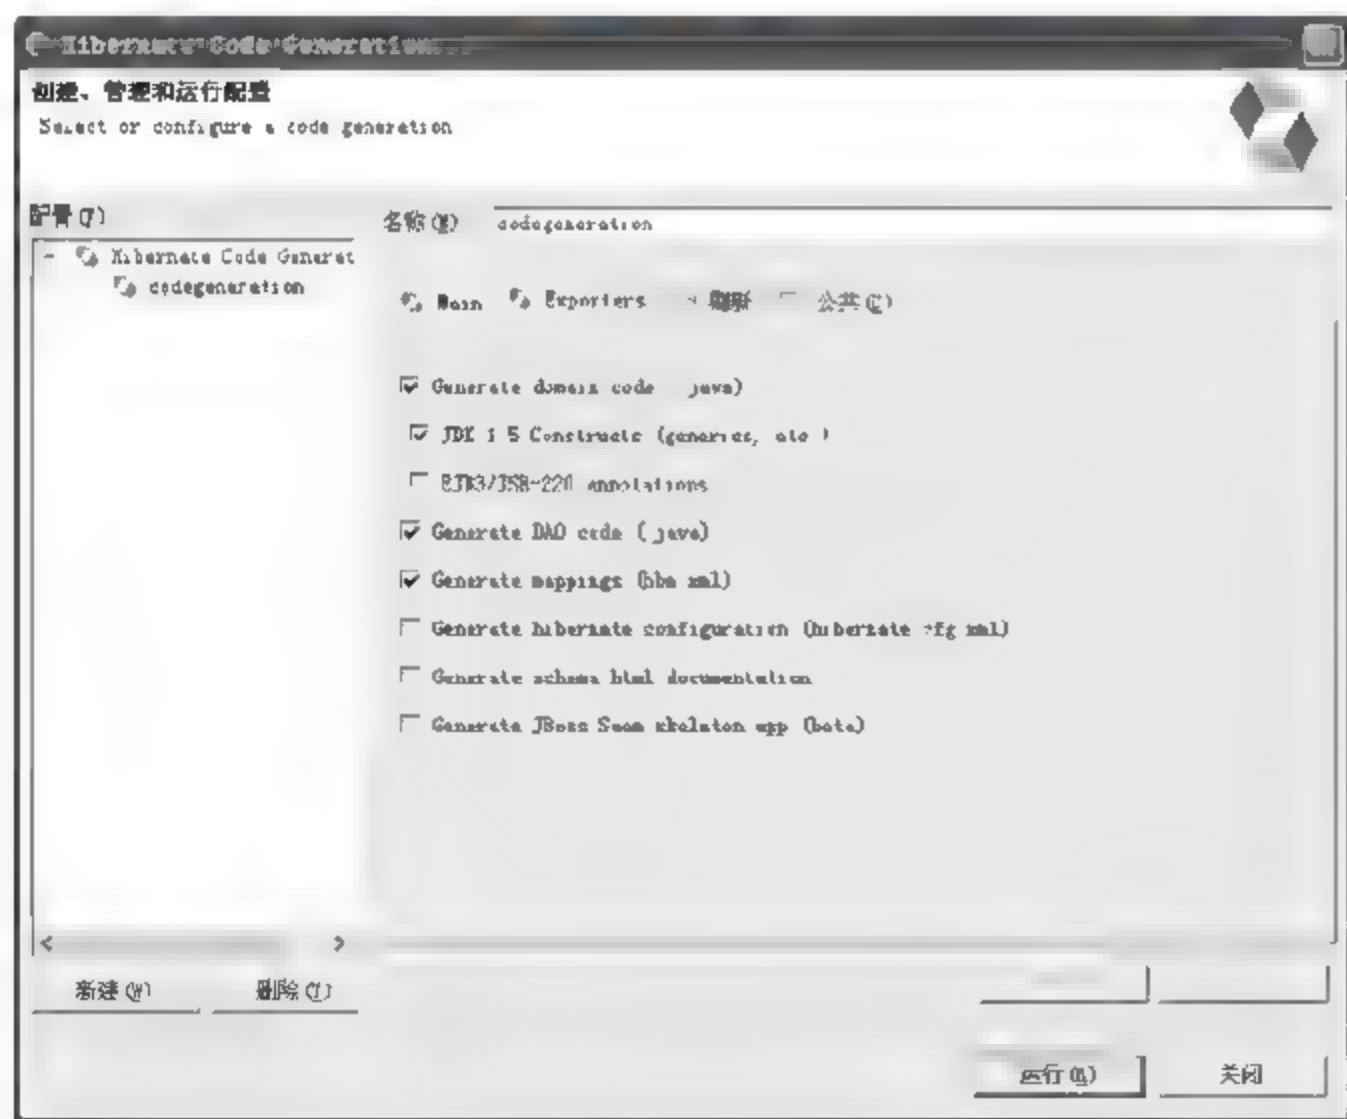 Hibernate Code Generation
创建、管理和运行配置
Select or configure a code generation
配置(T)
名称(N) codegeneration
- Hibernate Code Generat
codegeneration
Main Exporters 刷新 公共(C)
Generate domain code (.java)
JDK 1.5 Constructs (generics, etc.)
EJB3/JSR-220 annotations
Generate DAO code (.java)
Generate mappings (hbm.xml)
Generate hibernate configuration (hibernate.cfg.xml)
Generate schema html documentation
Generate JBoss Seam skeleton app (beta)
新建(W) 删除(T)
运行(R) 关闭